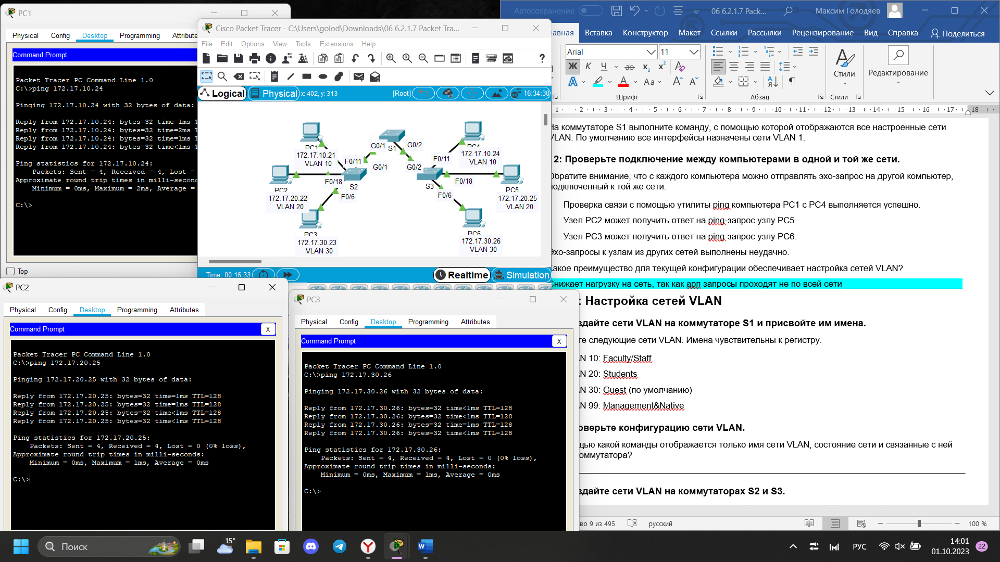 PC1
Physical Config Desktop Programming Attribute
Command Prompt
Packet Tracer PC Command Line 1.0
C:\>ping 172.17.10.24
Pinging 172.17.10.24 with 32 bytes of data:
Reply from 172.17.10.24: bytes=32 time=1ms T
Reply from 172.17.10.24: bytes=32 time=2ms T
Reply from 172.17.10.24: bytes=32 time=1ms T
Reply from 172.17.10.24: bytes=32 time<1ms T
Ping statistics for 172.17.10.24:
Packets: Sent = 4, Received = 4, Lost =
Approximate round trip times in milli-second
Minimum = 0ms, Maximum = 2ms, Average =
C:\>
Top
Cisco Packet Tracer - C:\Users\golod\Downloads\06 6.2.1.7 Packet Tra...
File Edit Options View Tools Extensions Help
Logical Physical x: 402, y: 313 [Root] 16:34:30
PC1
172.17.10.21
VLAN 10
G0/1
S1
G0/2
PC4
172.17.10.24
VLAN 10
F0/11
G0/1
G0/2
F0/11
PC2
172.17.20.22
VLAN 20
F0/18
S2
F0/6
S3
F0/18
F0/6
PC5
172.17.20.25
VLAN 20
PC3
172.17.30.23
VLAN 30
PC6
172.17.30.26
VLAN 30
Time: 00:16:33 Realtime Simulation
PC2
Physical Config Desktop Programming Attributes
Command Prompt X
Packet Tracer PC Command Line 1.0
C:\>ping 172.17.20.25
Pinging 172.17.20.25 with 32 bytes of data:
Reply from 172.17.20.25: bytes=32 time=1ms TTL=128
Reply from 172.17.20.25: bytes=32 time=1ms TTL=128
Reply from 172.17.20.25: bytes=32 time<1ms TTL=128
Reply from 172.17.20.25: bytes=32 time<1ms TTL=128
Ping statistics for 172.17.20.25:
Packets: Sent = 4, Received = 4, Lost = 0 (0% loss),
Approximate round trip times in milli-seconds:
Minimum = 0ms, Maximum = 1ms, Average = 0ms
C:\>
PC3
Physical Config Desktop Programming Attributes
Command Prompt X
Packet Tracer PC Command Line 1.0
C:\>ping 172.17.30.26
Pinging 172.17.30.26 with 32 bytes of data:
Reply from 172.17.30.26: bytes=32 time<1ms TTL=128
Reply from 172.17.30.26: bytes=32 time<1ms TTL=128
Reply from 172.17.30.26: bytes=32 time=1ms TTL=128
Reply from 172.17.30.26: bytes=32 time<1ms TTL=128
Ping statistics for 172.17.30.26:
Packets: Sent = 4, Received = 4, Lost = 0 (0% loss),
Approximate round trip times in milli-seconds:
Minimum = 0ms, Maximum = 1ms, Average = 0ms
C:\>
Автосохранение 06 6.2.1.7 Pack... Максим Голодяев
авная Вставка Конструктор Макет Ссылки Рассылки Рецензирование Вид Справка Поделиться
Arial 11
Ж К Ч ab x₂ x²
Aa
Шрифт Абзац Стили Стили Редактирование
1 2 3 4 5 6 7 8 9 10 11 12 13 14 15 16 17 18
На коммутаторе S1 выполните команду, с помощью которой отображаются все настроенные сети
VLAN. По умолчанию все интерфейсы назначены сети VLAN 1.
2: Проверьте подключение между компьютерами в одной и той же сети.
Обратите внимание, что с каждого компьютера можно отправлять эхо-запрос на другой компьютер,
подключенный к той же сети.
Проверка связи с помощью утилиты ping компьютера PC1 с PC4 выполняется успешно.
Узел PC2 может получить ответ на ping-запрос узлу PC5.
Узел PC3 может получить ответ на ping-запрос узлу PC6.
Эхо-запросы к узлам из других сетей выполнены неудачно.
Какое преимущество для текущей конфигурации обеспечивает настройка сетей VLAN?
Снижает нагрузку на сеть, так как арп запросы проходят не по всей сети
: Настройка сетей VLAN
здайте сети VLAN на коммутаторе S1 и присвойте им имена.
те следующие сети VLAN. Имена чувствительны к регистру.
AN 10: Faculty/Staff
AN 20: Students
AN 30: Guest (по умолчанию)
AN 99: Management&Native
оверьте конфигурацию сети VLAN.
щью какой команды отображается только имя сети VLAN, состояние сети и связанные с ней
оммутатора?
здайте сети VLAN на коммутаторах S2 и S3.
во 9 из 495 русский 100 %
15° Поиск РУС 14:01
01.10.2023 22